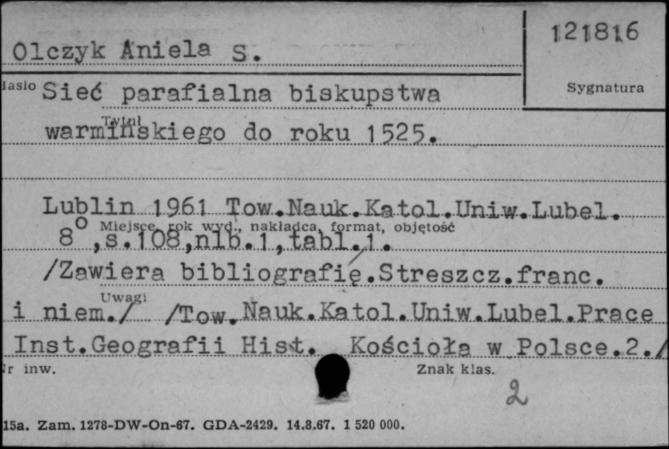 121816
Olczyk Aniela S.
Sygnatura
Hasło
Sieć parafialna biskupstwa
Tytuł
warmińskiego do roku 1525.
Lublin 1961 Tow.Nauk.Katol.Uniw.Lubel.
Miejsce, rok wyd., nakładca, format, objętość
8°,s.108,nlb.1,tabl.1.
/Zawiera bibliografię.Streszcz.franc.
Uwagi
i niem./ /Tow.Nauk.Katol.Uniw.Lubel.Prace
Inst.Geografii Hist. Kościoła w Polsce.2./
Nr inw.
Znak klas.
2
15a. Zam. 1278-DW-On-67. GDA-2429. 14.8.67. 1 520 000.